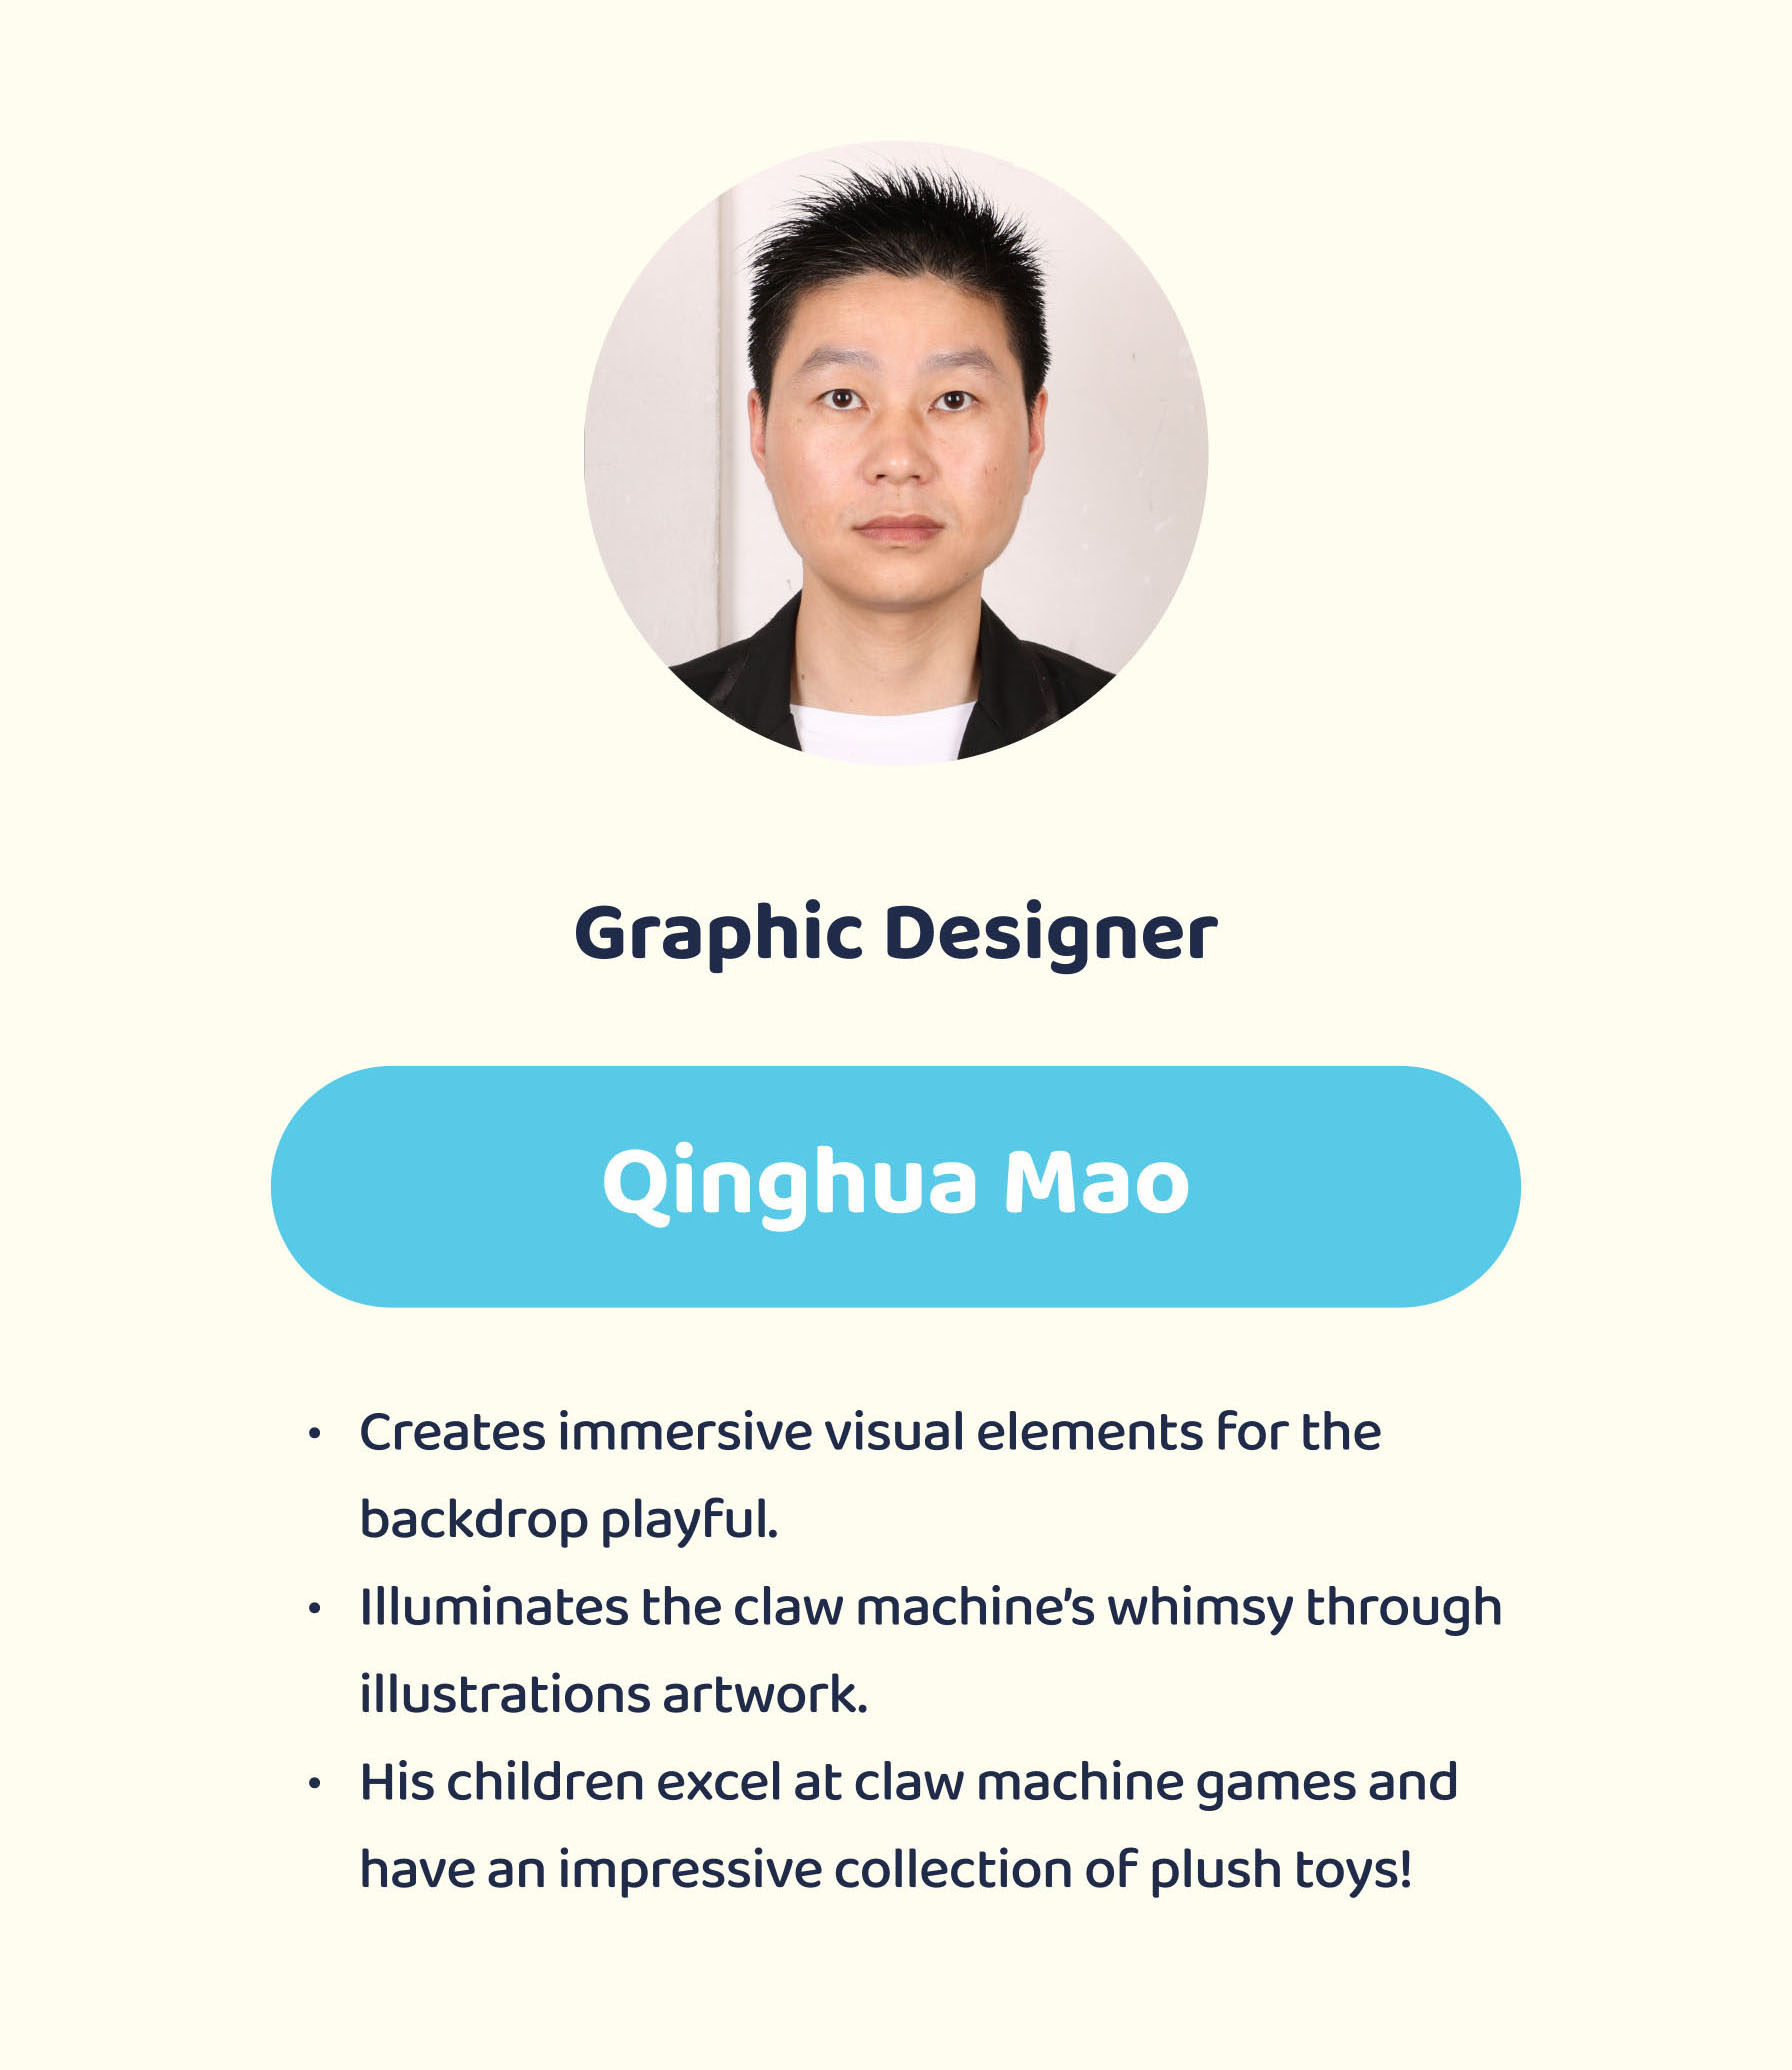 Graphic Designer
Qinghua Mao
• Creates immersive visual elements for the
backdrop playful.
• Illuminates the claw machine’s whimsy through
illustrations artwork.
• His children excel at claw machine games and
have an impressive collection of plush toys!